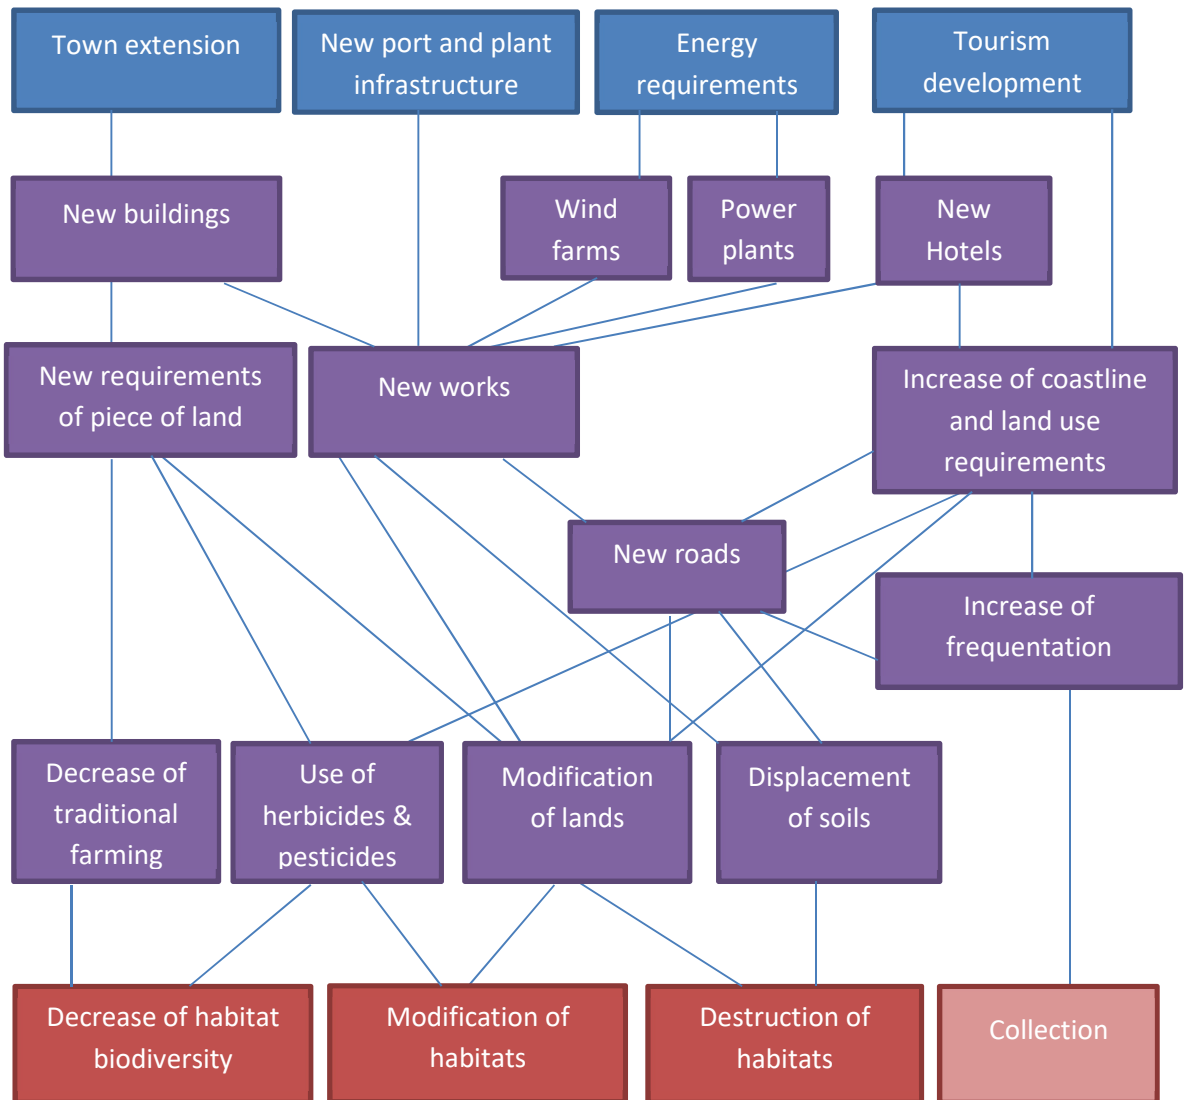 Town extension
New port and plant
infrastructure
Energy
requirements
Tourism
development
New buildings
Wind
farms
Power
plants
New
Hotels
New requirements
of piece of land
New works
Increase of coastline
and land use
requirements
New roads
Increase of
frequentation
Decrease of
traditional
farming
Use of
herbicides &
pesticides
Modification
of lands
Displacement
of soils
Decrease of habitat
biodiversity
Modification of
habitats
Destruction of
habitats
Collection